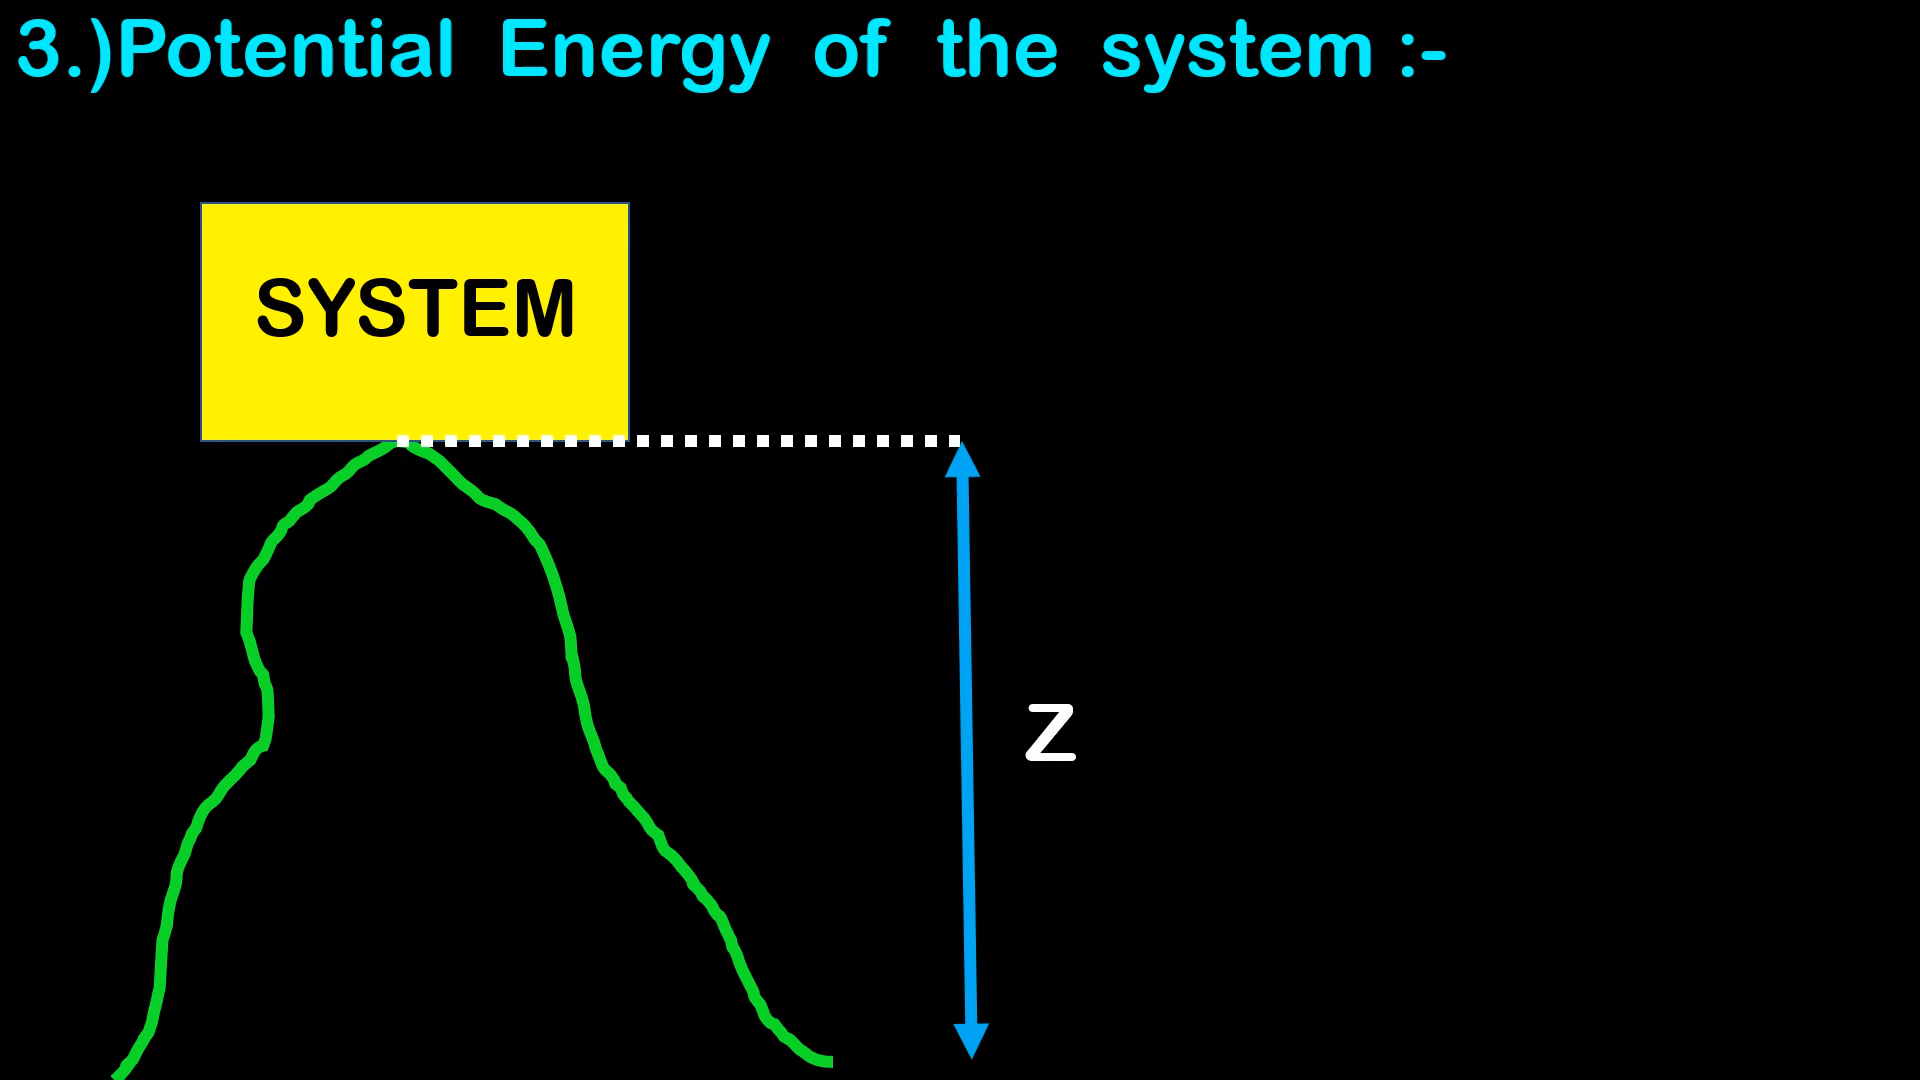 3.)Potential Energy of the system :-
SYSTEM
Z